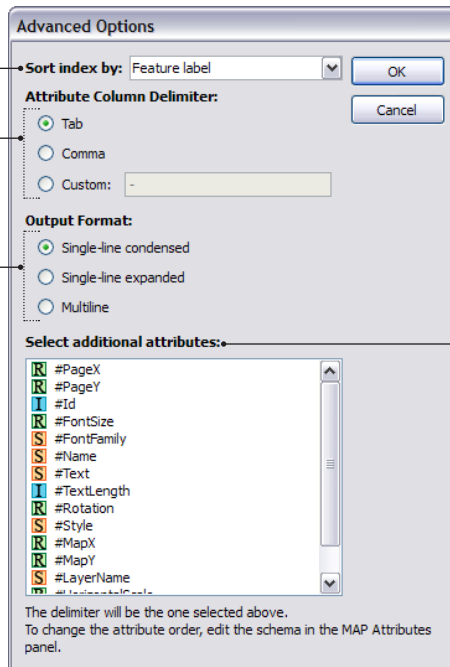 Advanced Options
Sort index by: Feature label
OK
Attribute Column Delimiter:
Cancel
Tab
Comma
Custom: -
Output Format:
Single-line condensed
Single-line expanded
Multiline
Select additional attributes:
R #PageX
R #PageY
I #Id
R #FontSize
S #FontFamily
S #Name
S #Text
I #TextLength
R #Rotation
S #Style
R #MapX
R #MapY
S #LayerName
R #HorizontalScale
The delimiter will be the one selected above.
To change the attribute order, edit the schema in the MAP Attributes
panel.